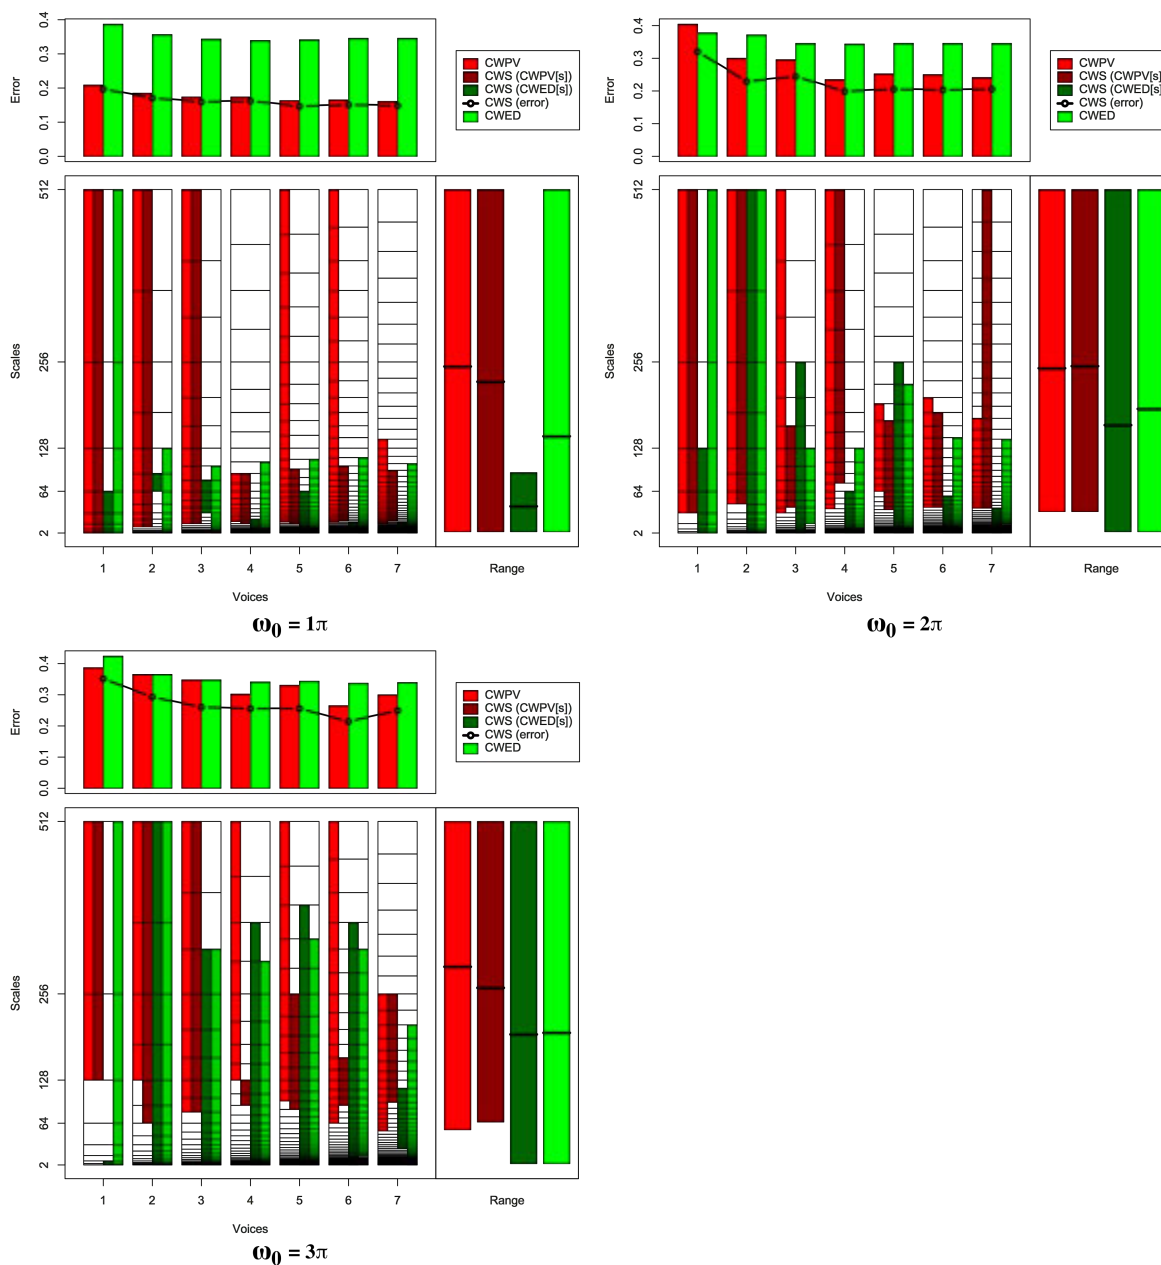 Error
0.0 0.1 0.2 0.3 0.4
CWPV
CWS (CWPV[s])
CWS (CWED[s])
CWS (error)
CWED
Scales
2 64 128 256 512
1 2 3 4 5 6 7
Range
Voices
ω0 = 1π
Error
0.0 0.1 0.2 0.3 0.4
CWPV
CWS (CWPV[s])
CWS (CWED[s])
CWS (error)
CWED
Scales
2 64 128 256 512
1 2 3 4 5 6 7
Range
Voices
ω0 = 2π
Error
0.0 0.1 0.2 0.3 0.4
CWPV
CWS (CWPV[s])
CWS (CWED[s])
CWS (error)
CWED
Scales
2 64 128 256 512
1 2 3 4 5 6 7
Range
Voices
ω0 = 3π